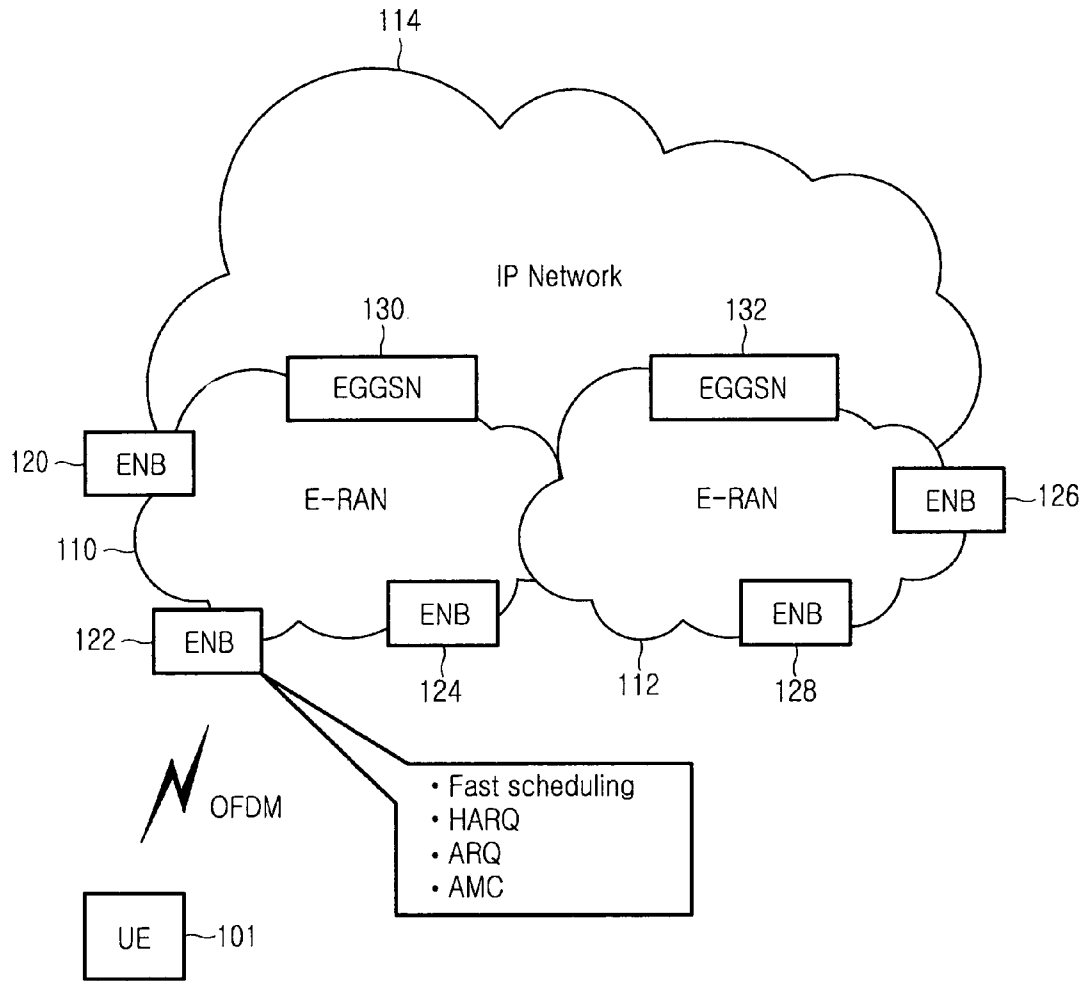 114
IP Network
130
132
EGGSN
EGGSN
120
ENB
E-RAN
E-RAN
ENB
126
110
122
ENB
ENB
ENB
124
112
128
OFDM
• Fast scheduling
• HARQ
• ARQ
• AMC
UE
101